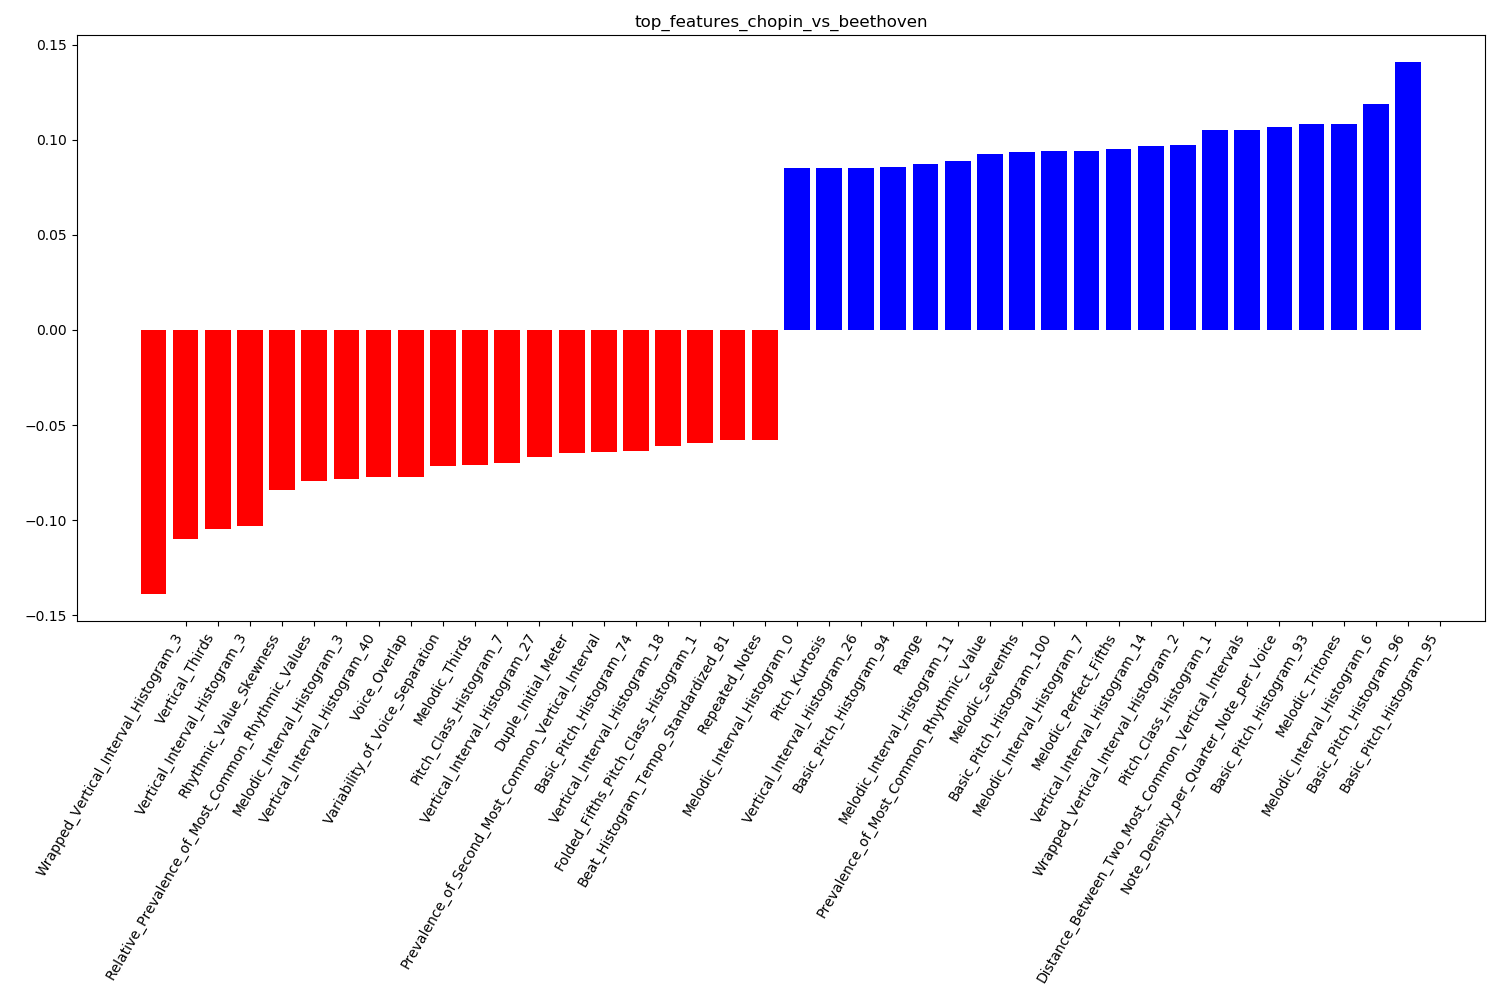 top_features_chopin_vs_beethoven
0.15
0.10
0.05
0.00
−0.05
−0.10
−0.15
Wrapped_Vertical_Interval_Histogram_3
Vertical_Thirds
Vertical_Interval_Histogram_3
Rhythmic_Value_Skewness
Relative_Prevalence_of_Most_Common_Rhythmic_Values
Melodic_Interval_Histogram_3
Vertical_Interval_Histogram_40
Voice_Overlap
Variability_of_Voice_Separation
Melodic_Thirds
Pitch_Class_Histogram_7
Vertical_Interval_Histogram_27
Duple_Initial_Meter
Prevalence_of_Second_Most_Common_Vertical_Interval
Basic_Pitch_Histogram_74
Vertical_Interval_Histogram_18
Folded_Fifths_Pitch_Class_Histogram_1
Beat_Histogram_Tempo_Standardized_81
Repeated_Notes
Melodic_Interval_Histogram_0
Pitch_Kurtosis
Vertical_Interval_Histogram_26
Basic_Pitch_Histogram_94
Range
Melodic_Interval_Histogram_11
Prevalence_of_Most_Common_Rhythmic_Value
Melodic_Sevenths
Basic_Pitch_Histogram_100
Melodic_Interval_Histogram_7
Melodic_Perfect_Fifths
Vertical_Interval_Histogram_14
Wrapped_Vertical_Interval_Histogram_2
Pitch_Class_Histogram_1
Distance_Between_Two_Most_Common_Vertical_Intervals
Note_Density_per_Quarter_Note_per_Voice
Basic_Pitch_Histogram_93
Melodic_Tritones
Melodic_Interval_Histogram_6
Basic_Pitch_Histogram_96
Basic_Pitch_Histogram_95